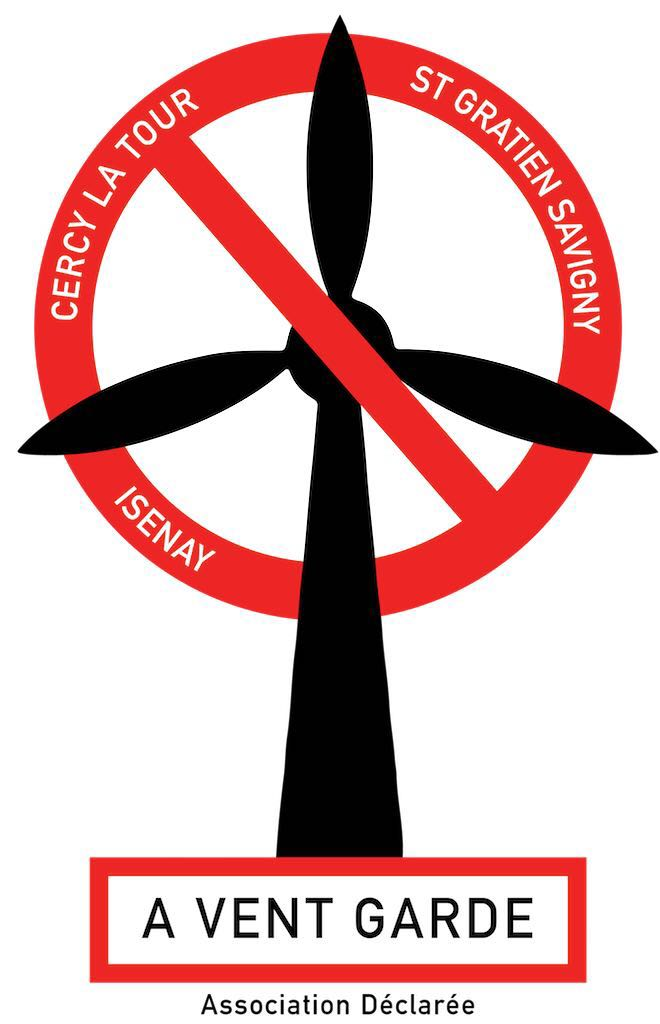 CERCY LA TOUR
ST GRATIEN SAVIGNY
ISENAY
A VENT GARDE
Association Déclarée